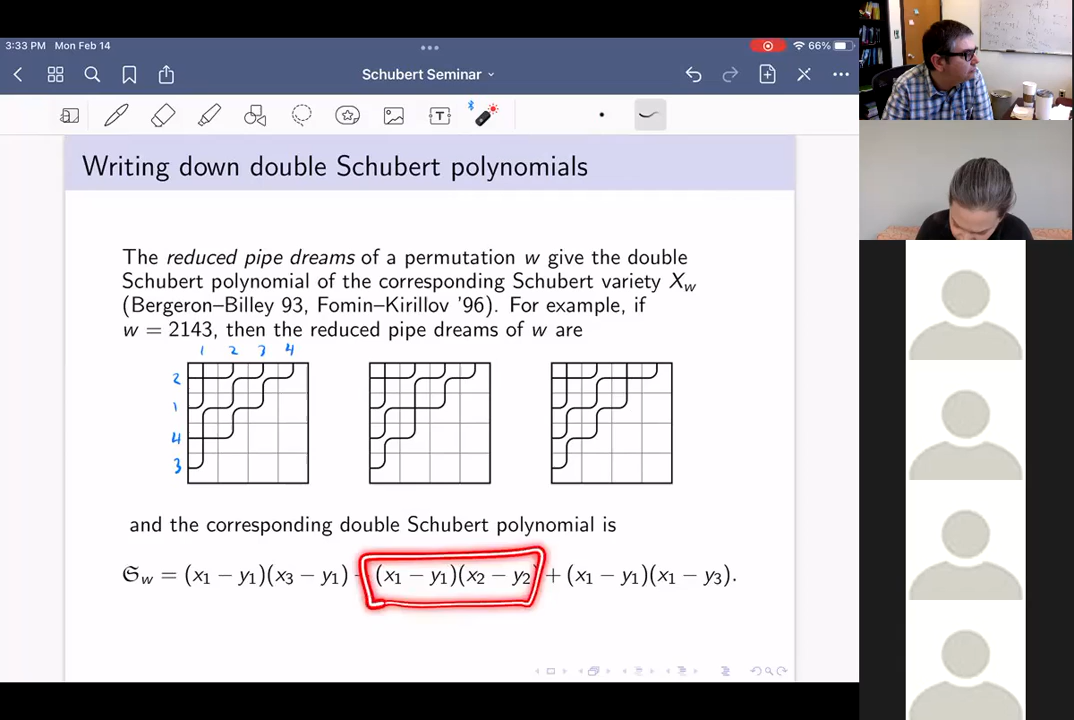 3:33 PM Mon Feb 14
66%
Schubert Seminar
T
Writing down double Schubert polynomials
The reduced pipe dreams of a permutation w give the double
Schubert polynomial of the corresponding Schubert variety X_w
(Bergeron–Billey 93, Fomin–Kirillov '96). For example, if
w = 2143, then the reduced pipe dreams of w are
1 2 3 4
2
1
4
3
and the corresponding double Schubert polynomial is
𝔖_w = (x₁ − y₁)(x₃ − y₁) + (x₁ − y₁)(x₂ − y₂) + (x₁ − y₁)(x₁ − y₃).